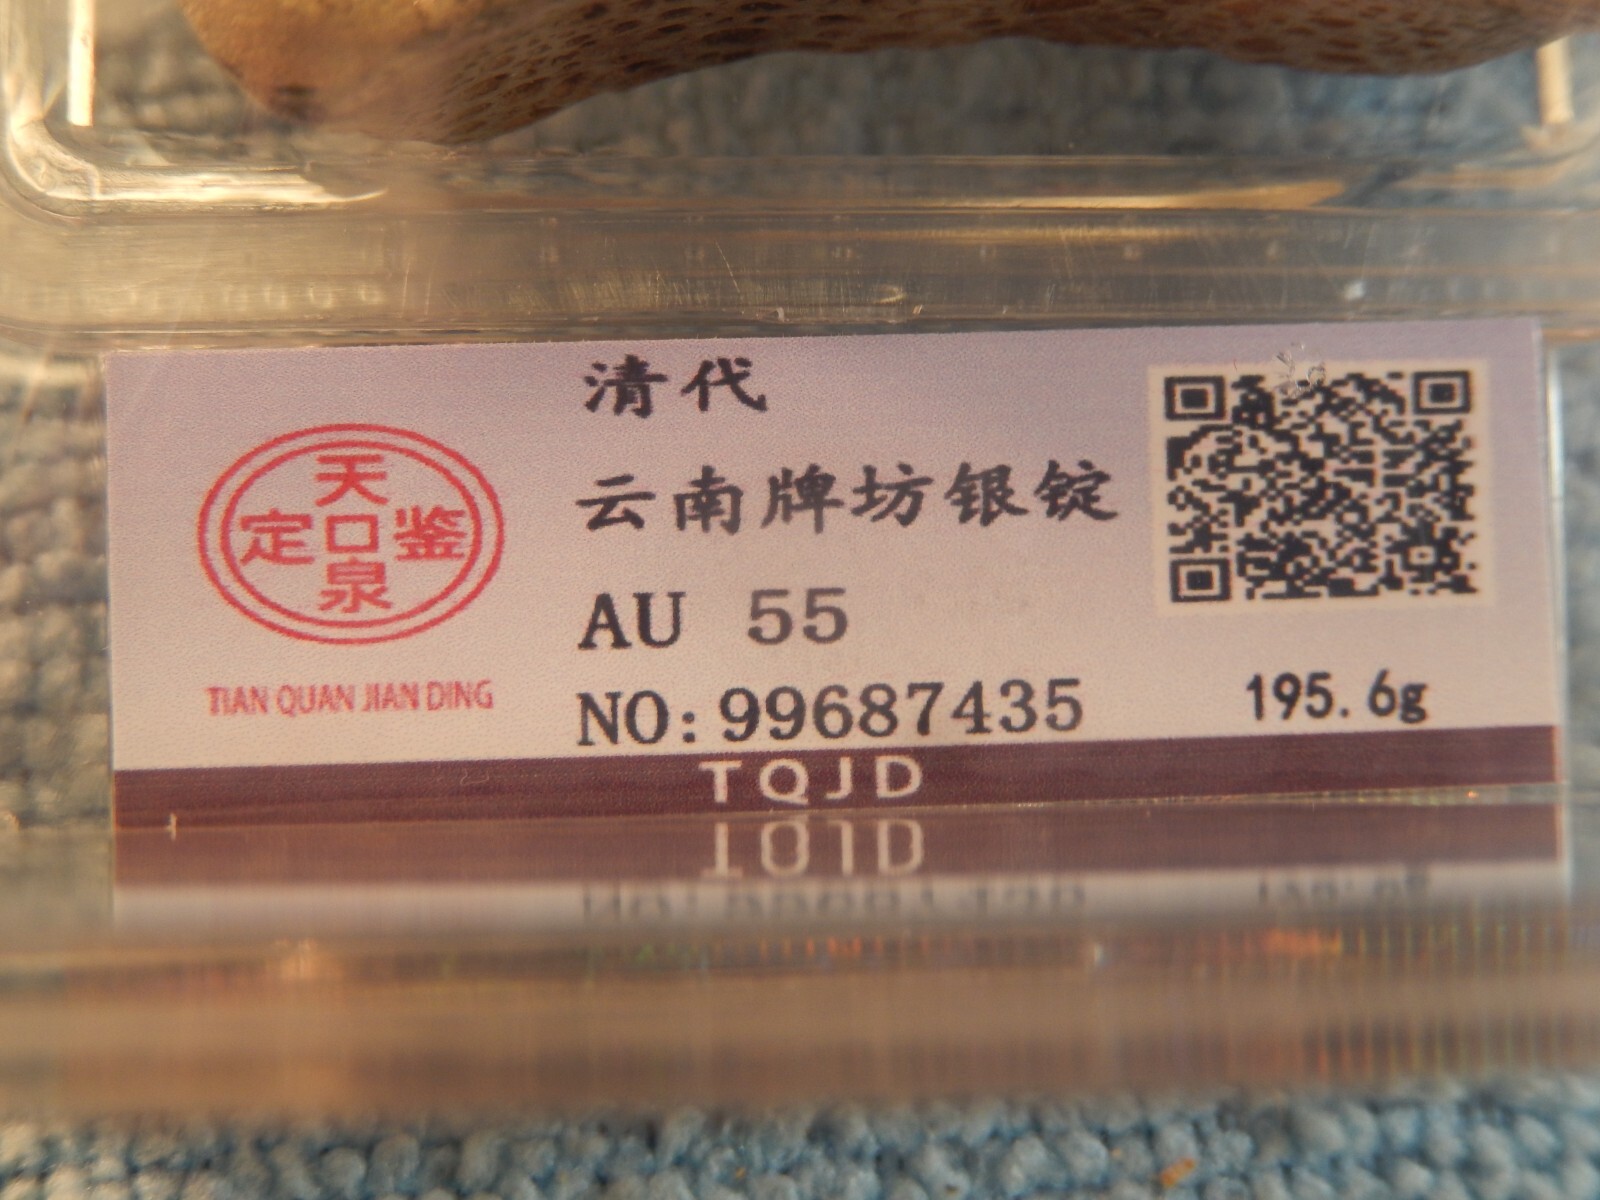 清代
云南牌坊银锭
AU 55
NO:99687435
195.6g
天泉鉴定
TIAN QUAN JIAN DING
TQJD